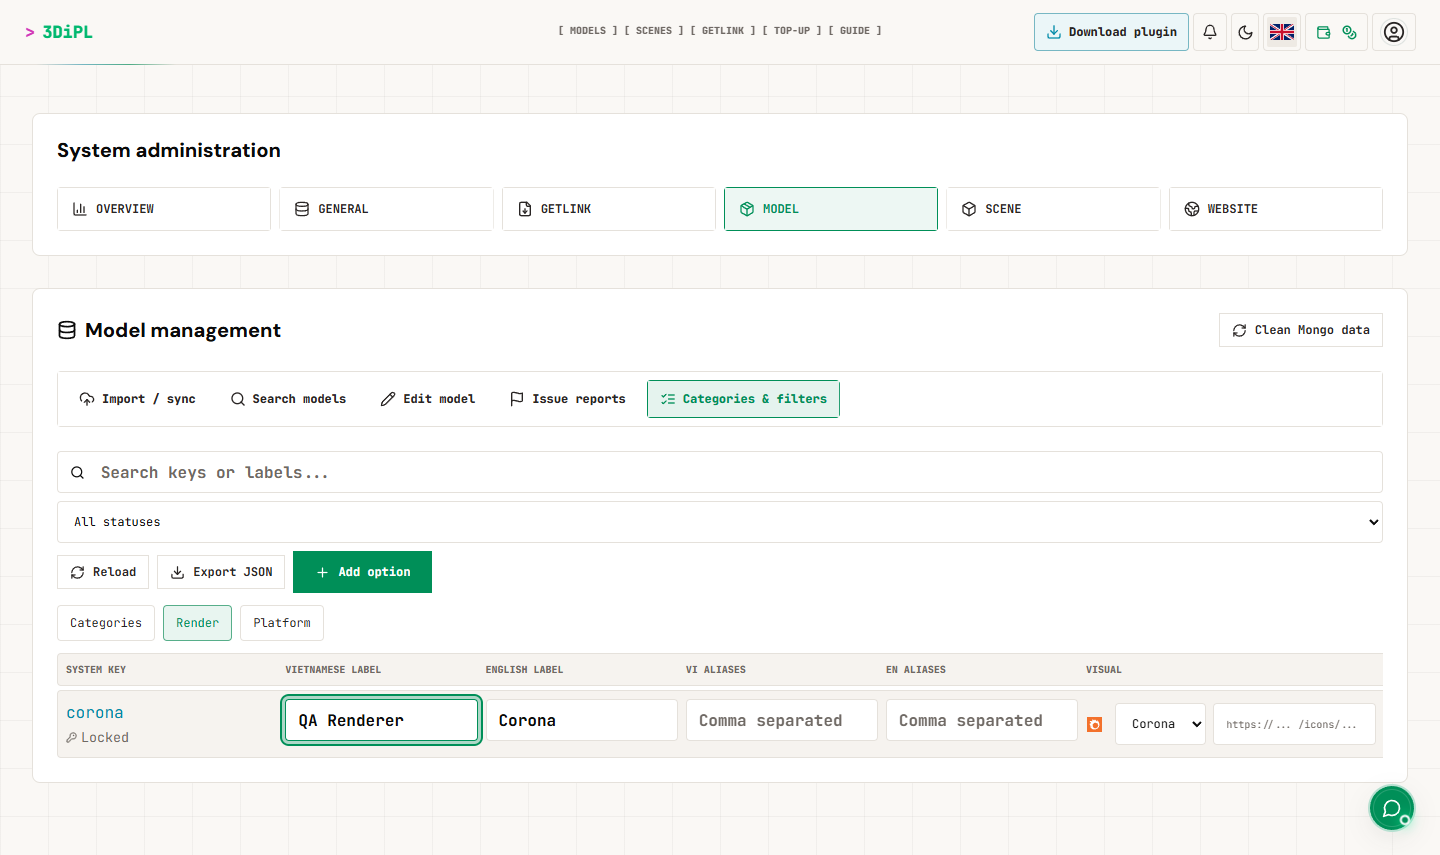 > 3DiPL
[ MODELS ] [ SCENES ] [ GETLINK ] [ TOP-UP ] [ GUIDE ]
Download plugin
System administration
OVERVIEW
GENERAL
GETLINK
MODEL
SCENE
WEBSITE
Model management
Clean Mongo data
Import / sync
Search models
Edit model
Issue reports
Categories & filters
Search keys or labels...
All statuses
Reload
Export JSON
+ Add option
Categories
Render
Platform
SYSTEM KEY
VIETNAMESE LABEL
ENGLISH LABEL
VI ALIASES
EN ALIASES
VISUAL
corona
Locked
QA Renderer
Corona
Comma separated
Comma separated
Corona
https://... /icons/...